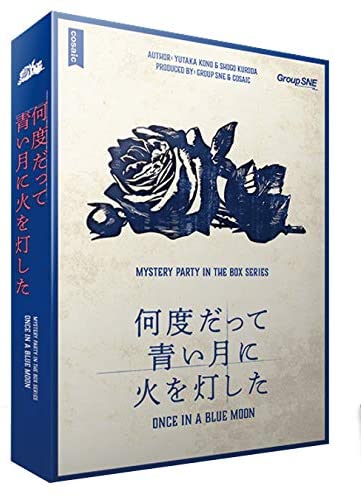 cosaic
AUTHOR: YUTAKA KONO & SHOGO KURODA
PRODUCED BY: GROUP SNE & COSAIC
Group SNE
MYSTERY PARTY IN THE BOX SERIES
何度だって
青い月に
火を灯した
ONCE IN A BLUE MOON
何度だって
青い月に火を灯した
MYSTERY PARTY IN THE BOX SERIES
ONCE IN A BLUE MOON